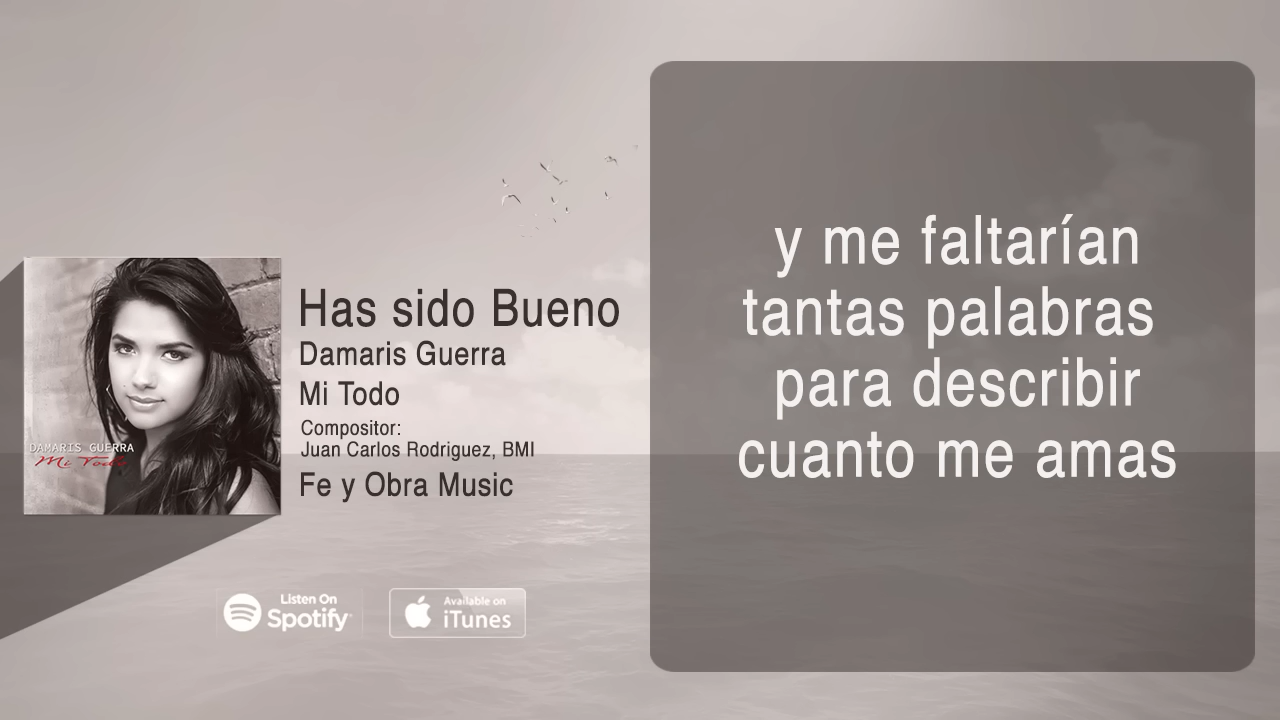 Has sido Bueno
Damaris Guerra
Mi Todo
Compositor:
Juan Carlos Rodriguez, BMI
Fe y Obra Music
DAMARIS GUERRA
Mi Todo
Listen On
Spotify
Available on
iTunes
y me faltarían
tantas palabras
para describir
cuanto me amas